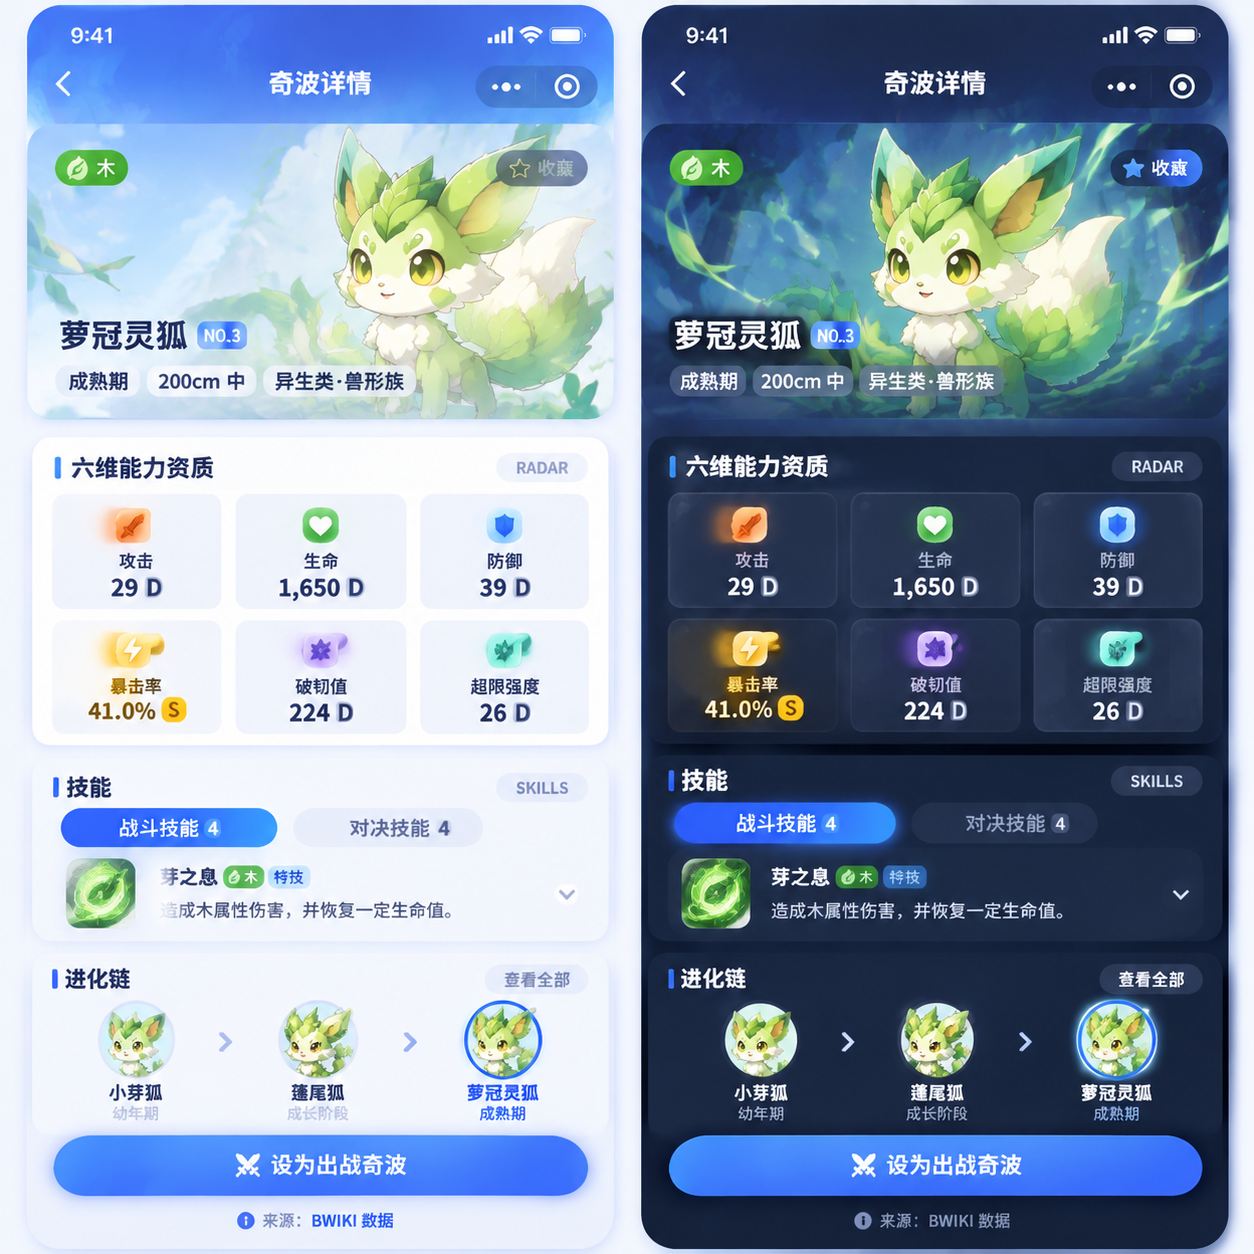 9:41
奇波详情
木
收藏
萝冠灵狐 NO.3
成熟期 200cm 中 异生类·兽形族
六维能力资质 RADAR
攻击 生命 防御
29 D 1,650 D 39 D
暴击率 破韧值 超限强度
41.0% S 224 D 26 D
技能 SKILLS
战斗技能 4 对决技能 4
芽之息 木 特技
造成木属性伤害，并恢复一定生命值。
进化链 查看全部
小芽狐 蓬尾狐 萝冠灵狐
幼年期 成长阶段 成熟期
设为出战奇波
来源：BWIKI 数据
9:41
奇波详情
木
收藏
萝冠灵狐 NO.3
成熟期 200cm 中 异生类·兽形族
六维能力资质 RADAR
攻击 生命 防御
29 D 1,650 D 39 D
暴击率 破韧值 超限强度
41.0% S 224 D 26 D
技能 SKILLS
战斗技能 4 对决技能 4
芽之息 木 特技
造成木属性伤害，并恢复一定生命值。
进化链 查看全部
小芽狐 蓬尾狐 萝冠灵狐
幼年期 成长阶段 成熟期
设为出战奇波
来源：BWIKI 数据